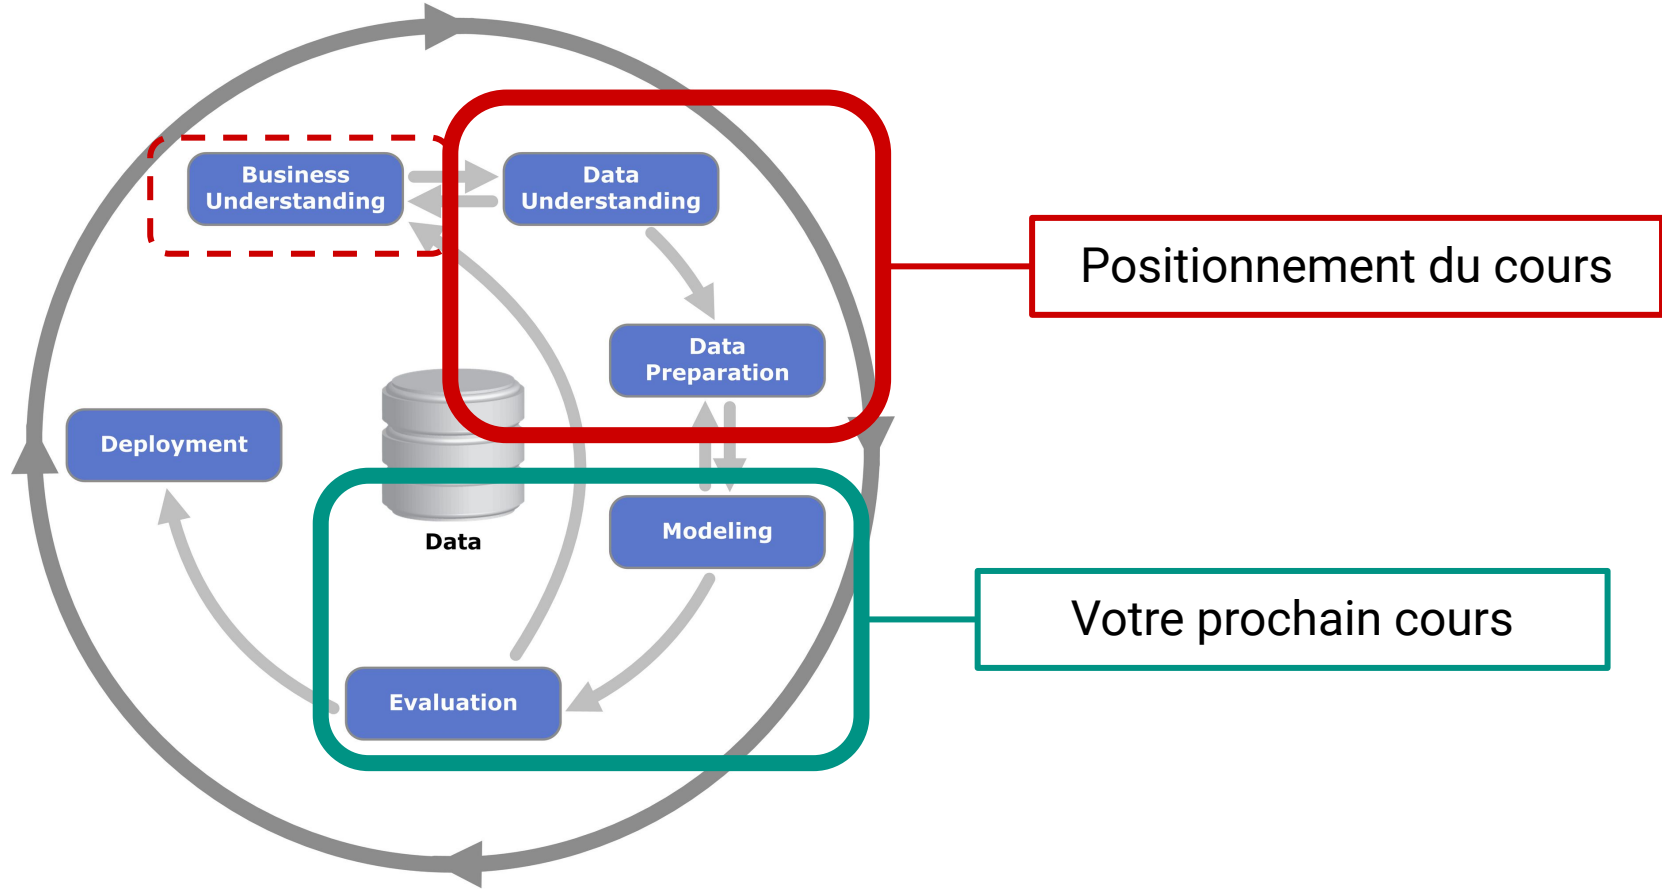 Business
Understanding
Data
Understanding
Positionnement du cours
Data
Preparation
Deployment
Data
Modeling
Votre prochain cours
Evaluation